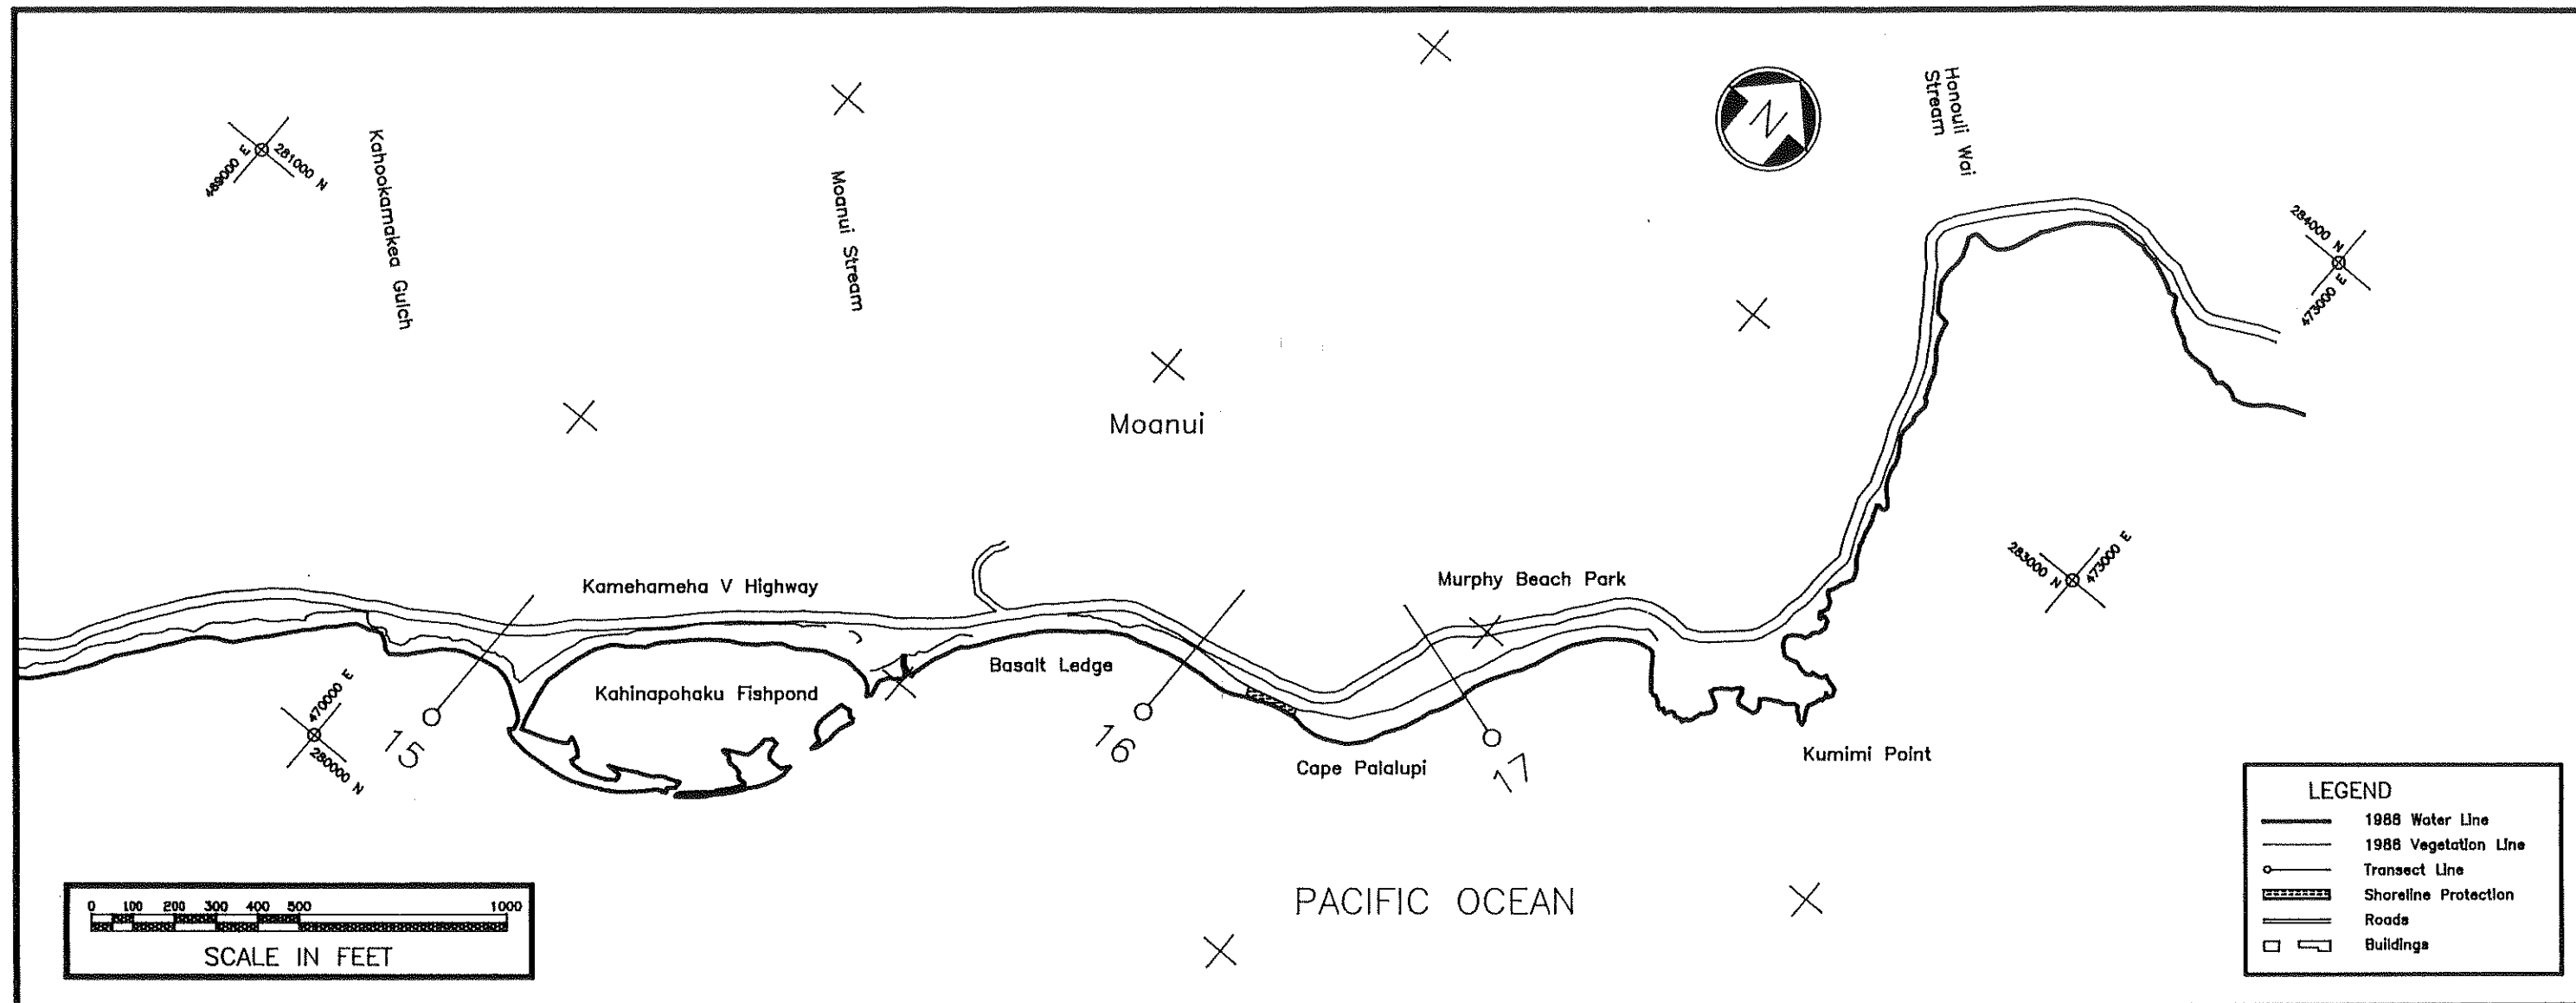 Hanouli Wai
Stream
N
Kahookamakea Gulch
Moanui Stream
469000 E
281000 N
284000 N
473000 E
Moanui
283000 N
473000 E
Kamehameha V Highway
Murphy Beach Park
Basalt Ledge
Kahinapohaku Fishpond
470000 E
280000 N
15
16
17
Cape Palalupi
Kumimi Point
PACIFIC OCEAN
0 100 200 300 400 500 1000
SCALE IN FEET
LEGEND
1988 Water Line
1988 Vegetation Line
Transect Line
Shoreline Protection
Roads
Buildings